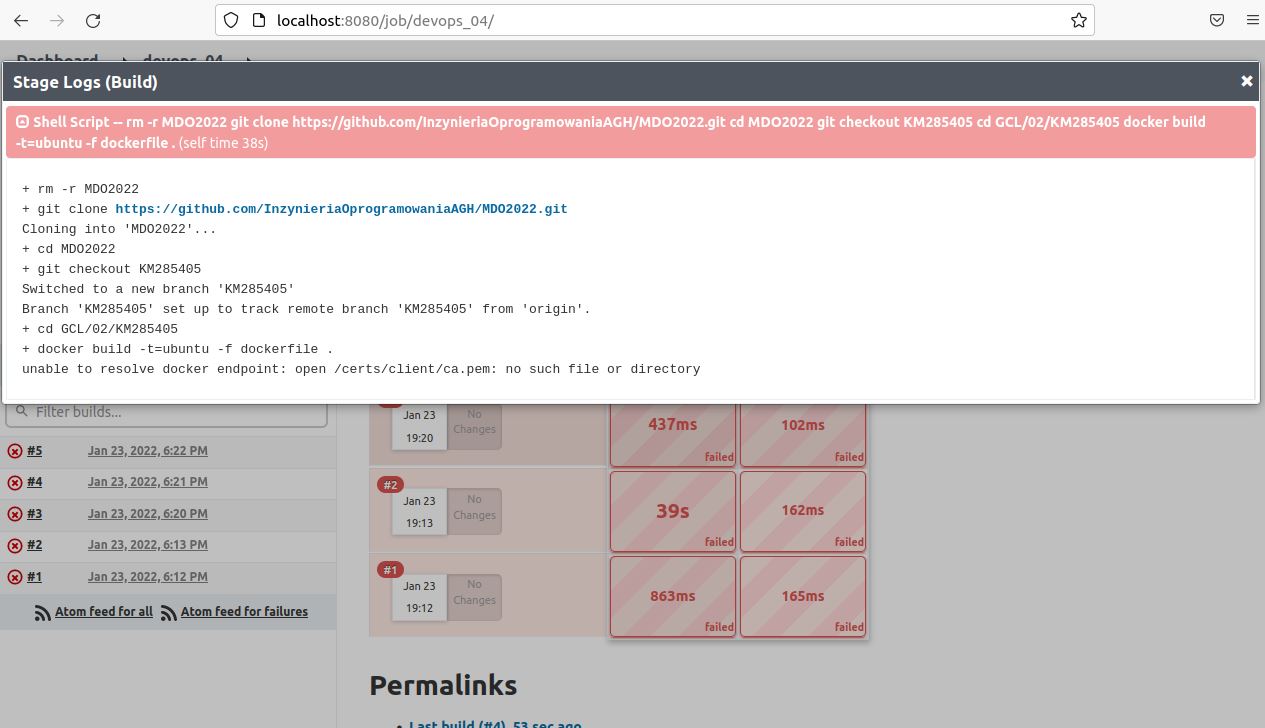 localhost:8080/job/devops_04/
Dashboard devops_04
Stage Logs (Build)
Shell Script -- rm -r MDO2022 git clone https://github.com/InzynieriaOprogramowaniaAGH/MDO2022.git cd MDO2022 git checkout KM285405 cd GCL/02/KM285405 docker build
-t=ubuntu -f dockerfile . (self time 38s)
+ rm -r MDO2022
+ git clone https://github.com/InzynieriaOprogramowaniaAGH/MDO2022.git
Cloning into 'MDO2022'...
+ cd MDO2022
+ git checkout KM285405
Switched to a new branch 'KM285405'
Branch 'KM285405' set up to track remote branch 'KM285405' from 'origin'.
+ cd GCL/02/KM285405
+ docker build -t=ubuntu -f dockerfile .
unable to resolve docker endpoint: open /certs/client/ca.pem: no such file or directory
Filter builds...
#5 Jan 23, 2022, 6:22 PM
#4 Jan 23, 2022, 6:21 PM
#3 Jan 23, 2022, 6:20 PM
#2 Jan 23, 2022, 6:13 PM
#1 Jan 23, 2022, 6:12 PM
Atom feed for all Atom feed for failures
Jan 23
19:20
No
Changes
437ms
failed
102ms
failed
#2
Jan 23
19:13
No
Changes
39s
failed
162ms
failed
#1
Jan 23
19:12
No
Changes
863ms
failed
165ms
failed
Permalinks
Last build (#4), 53 sec ago